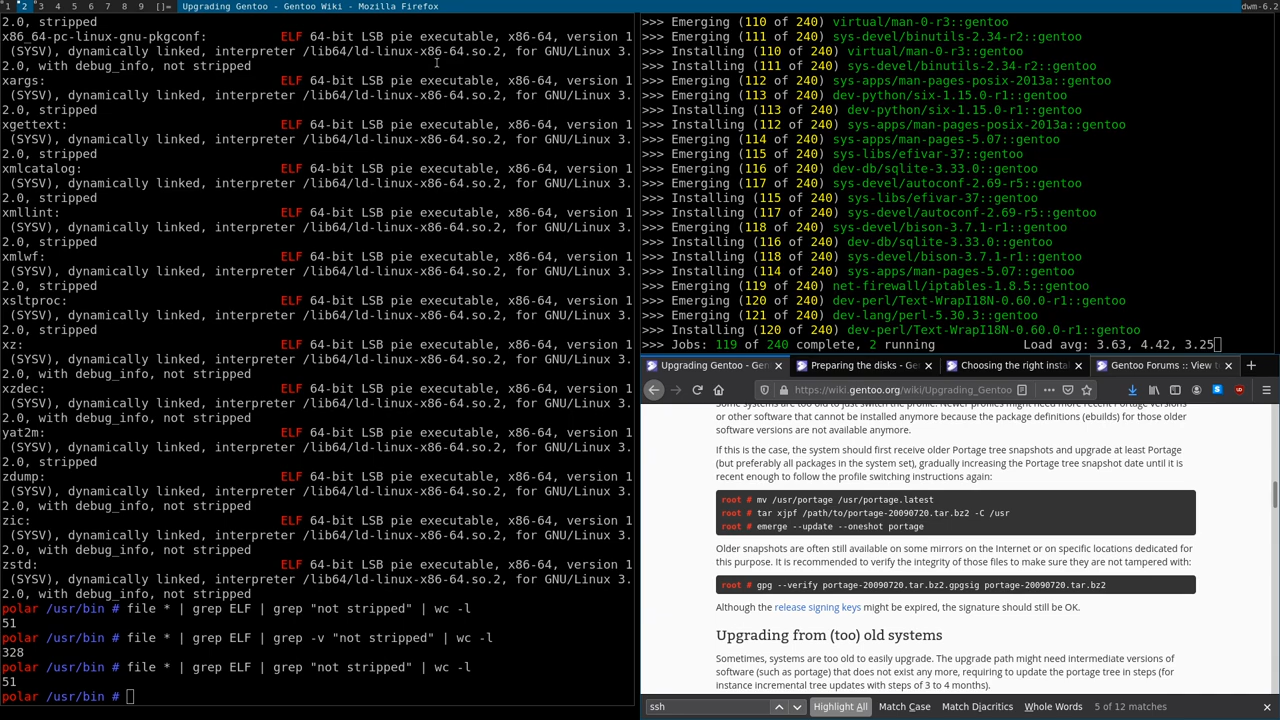 1 2 3 4 5 6 7 8 9 []= Upgrading Gentoo - Gentoo Wiki - Mozilla Firefox dwm-6.2
2.0, stripped
x86_64-pc-linux-gnu-pkgconf: ELF 64-bit LSB pie executable, x86-64, version 1
(SYSV), dynamically linked, interpreter /lib64/ld-linux-x86-64.so.2, for GNU/Linux 3.
2.0, with debug_info, not stripped
xargs: ELF 64-bit LSB pie executable, x86-64, version 1
(SYSV), dynamically linked, interpreter /lib64/ld-linux-x86-64.so.2, for GNU/Linux 3.
2.0, stripped
xgettext: ELF 64-bit LSB pie executable, x86-64, version 1
(SYSV), dynamically linked, interpreter /lib64/ld-linux-x86-64.so.2, for GNU/Linux 3.
2.0, stripped
xmlcatalog: ELF 64-bit LSB pie executable, x86-64, version 1
(SYSV), dynamically linked, interpreter /lib64/ld-linux-x86-64.so.2, for GNU/Linux 3.
2.0, stripped
xmllint: ELF 64-bit LSB pie executable, x86-64, version 1
(SYSV), dynamically linked, interpreter /lib64/ld-linux-x86-64.so.2, for GNU/Linux 3.
2.0, stripped
xmlwf: ELF 64-bit LSB pie executable, x86-64, version 1
(SYSV), dynamically linked, interpreter /lib64/ld-linux-x86-64.so.2, for GNU/Linux 3.
2.0, stripped
xsltproc: ELF 64-bit LSB pie executable, x86-64, version 1
(SYSV), dynamically linked, interpreter /lib64/ld-linux-x86-64.so.2, for GNU/Linux 3.
2.0, stripped
xz: ELF 64-bit LSB pie executable, x86-64, version 1
(SYSV), dynamically linked, interpreter /lib64/ld-linux-x86-64.so.2, for GNU/Linux 3.
2.0, stripped
xzdec: ELF 64-bit LSB pie executable, x86-64, version 1
(SYSV), dynamically linked, interpreter /lib64/ld-linux-x86-64.so.2, for GNU/Linux 3.
2.0, stripped
yat2m: ELF 64-bit LSB pie executable, x86-64, version 1
(SYSV), dynamically linked, interpreter /lib64/ld-linux-x86-64.so.2, for GNU/Linux 3.
2.0, stripped
zdump: ELF 64-bit LSB pie executable, x86-64, version 1
(SYSV), dynamically linked, interpreter /lib64/ld-linux-x86-64.so.2, for GNU/Linux 3.
2.0, with debug_info, not stripped
zic: ELF 64-bit LSB pie executable, x86-64, version 1
(SYSV), dynamically linked, interpreter /lib64/ld-linux-x86-64.so.2, for GNU/Linux 3.
2.0, with debug_info, not stripped
zstd: ELF 64-bit LSB pie executable, x86-64, version 1
(SYSV), dynamically linked, interpreter /lib64/ld-linux-x86-64.so.2, for GNU/Linux 3.
2.0, with debug_info, not stripped
polar /usr/bin # file * | grep ELF | grep "not stripped" | wc -l
51
polar /usr/bin # file * | grep ELF | grep -v "not stripped" | wc -l
328
polar /usr/bin # file * | grep ELF | grep "not stripped" | wc -l
51
polar /usr/bin #
>>> Emerging (110 of 240) virtual/man-0-r3::gentoo
>>> Emerging (111 of 240) sys-devel/binutils-2.34-r2::gentoo
>>> Installing (110 of 240) virtual/man-0-r3::gentoo
>>> Installing (111 of 240) sys-devel/binutils-2.34-r2::gentoo
>>> Emerging (112 of 240) sys-apps/man-pages-posix-2013a::gentoo
>>> Emerging (113 of 240) dev-python/six-1.15.0-r1::gentoo
>>> Installing (113 of 240) dev-python/six-1.15.0-r1::gentoo
>>> Installing (112 of 240) sys-apps/man-pages-posix-2013a::gentoo
>>> Emerging (114 of 240) sys-apps/man-pages-5.07::gentoo
>>> Emerging (115 of 240) sys-libs/efivar-37::gentoo
>>> Emerging (116 of 240) dev-db/sqlite-3.33.0::gentoo
>>> Emerging (117 of 240) sys-devel/autoconf-2.69-r5::gentoo
>>> Installing (115 of 240) sys-libs/efivar-37::gentoo
>>> Installing (117 of 240) sys-devel/autoconf-2.69-r5::gentoo
>>> Emerging (118 of 240) sys-devel/bison-3.7.1-r1::gentoo
>>> Installing (116 of 240) dev-db/sqlite-3.33.0::gentoo
>>> Installing (118 of 240) sys-devel/bison-3.7.1-r1::gentoo
>>> Installing (114 of 240) sys-apps/man-pages-5.07::gentoo
>>> Emerging (119 of 240) net-firewall/iptables-1.8.5::gentoo
>>> Emerging (120 of 240) dev-perl/Text-WrapI18N-0.60.0-r1::gentoo
>>> Emerging (121 of 240) dev-lang/perl-5.30.3::gentoo
>>> Installing (120 of 240) dev-perl/Text-WrapI18N-0.60.0-r1::gentoo
>>> Jobs: 119 of 240 complete, 2 running Load avg: 3.63, 4.42, 3.25
Upgrading Gentoo - Gen Preparing the disks - Ge Choosing the right insta Gentoo Forums :: View t
https://wiki.gentoo.org/wiki/Upgrading_Gentoo
or other software that cannot be installed anymore because the package definitions (ebuilds) for those older
software versions are not available anymore.
If this is the case, the system should first receive older Portage tree snapshots and upgrade at least Portage
(but preferably all packages in the system set), gradually increasing the Portage tree snapshot date until it is
recent enough to follow the profile switching instructions again:
root # mv /usr/portage /usr/portage.latest
root # tar xjpf /path/to/portage-20090720.tar.bz2 -C /usr
root # emerge --update --oneshot portage
Older snapshots are often still available on some mirrors on the Internet or on specific locations dedicated for
this purpose. It is recommended to verify the integrity of those files to make sure they are not tampered with:
root # gpg --verify portage-20090720.tar.bz2.gpgsig portage-20090720.tar.bz2
Although the release signing keys might be expired, the signature should still be OK.
Upgrading from (too) old systems
Sometimes, systems are too old to easily upgrade. The upgrade path might need intermediate versions of
software (such as portage) that does not exist any more, requiring to update the portage tree in steps (for
instance incremental tree updates with steps of 3 to 4 months).
ssh Highlight All Match Case Match Diacritics Whole Words 5 of 12 matches